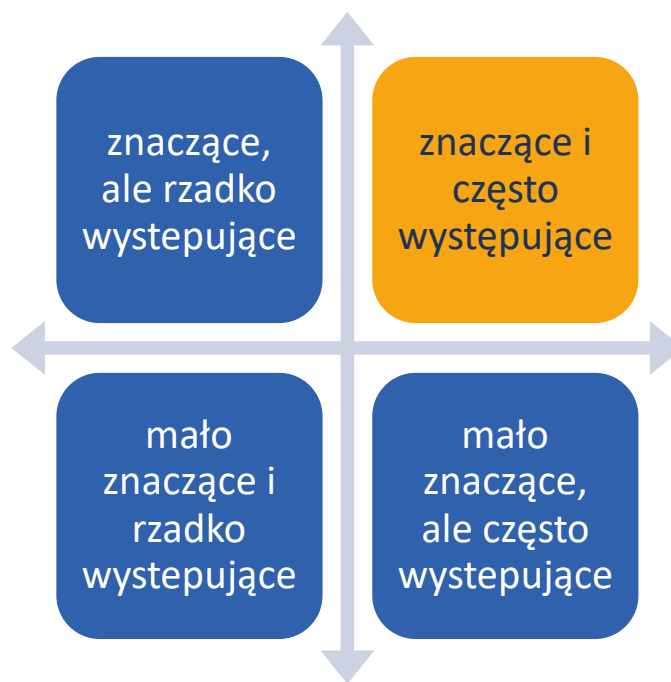 znaczące,
ale rzadko
wystepujące
znaczące i
często
występujące
mało
znaczące i
rzadko
wystepujące
mało
znaczące,
ale często
wystepujące